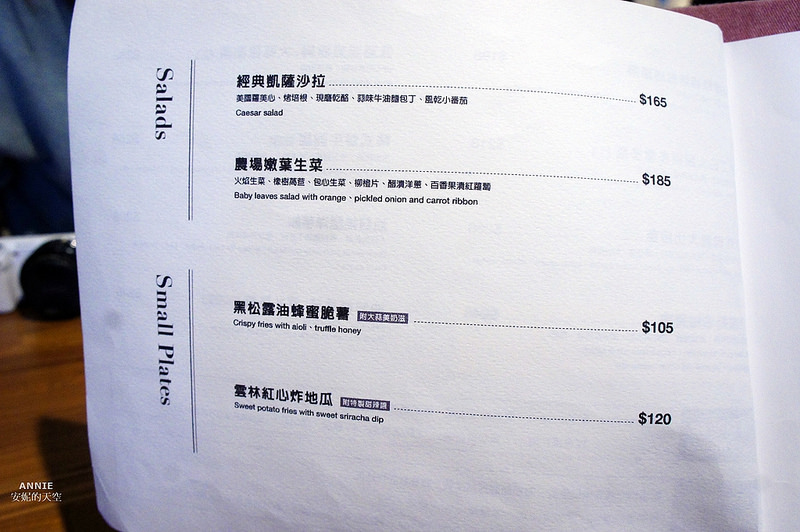 Salads
經典凱薩沙拉 $165
美國蘿美心、烤培根、現磨乾酪、蒜味牛油麵包丁、風乾小番茄
Caesar salad
農場嫩葉生菜 $185
火焰生菜、橡樹萵苣、包心生菜、柳橙片、醋漬洋蔥、百香果漬紅蘿蔔
Baby leaves salad with orange、pickled onion and carrot ribbon
Small Plates
黑松露油蜂蜜脆薯 附大蒜美奶滋 $105
Crispy fries with aioli、truffle honey
雲林紅心炸地瓜 附特製甜辣醬 $120
Sweet potato fries with sweet sriracha dip
ANNIE
安妮的天空